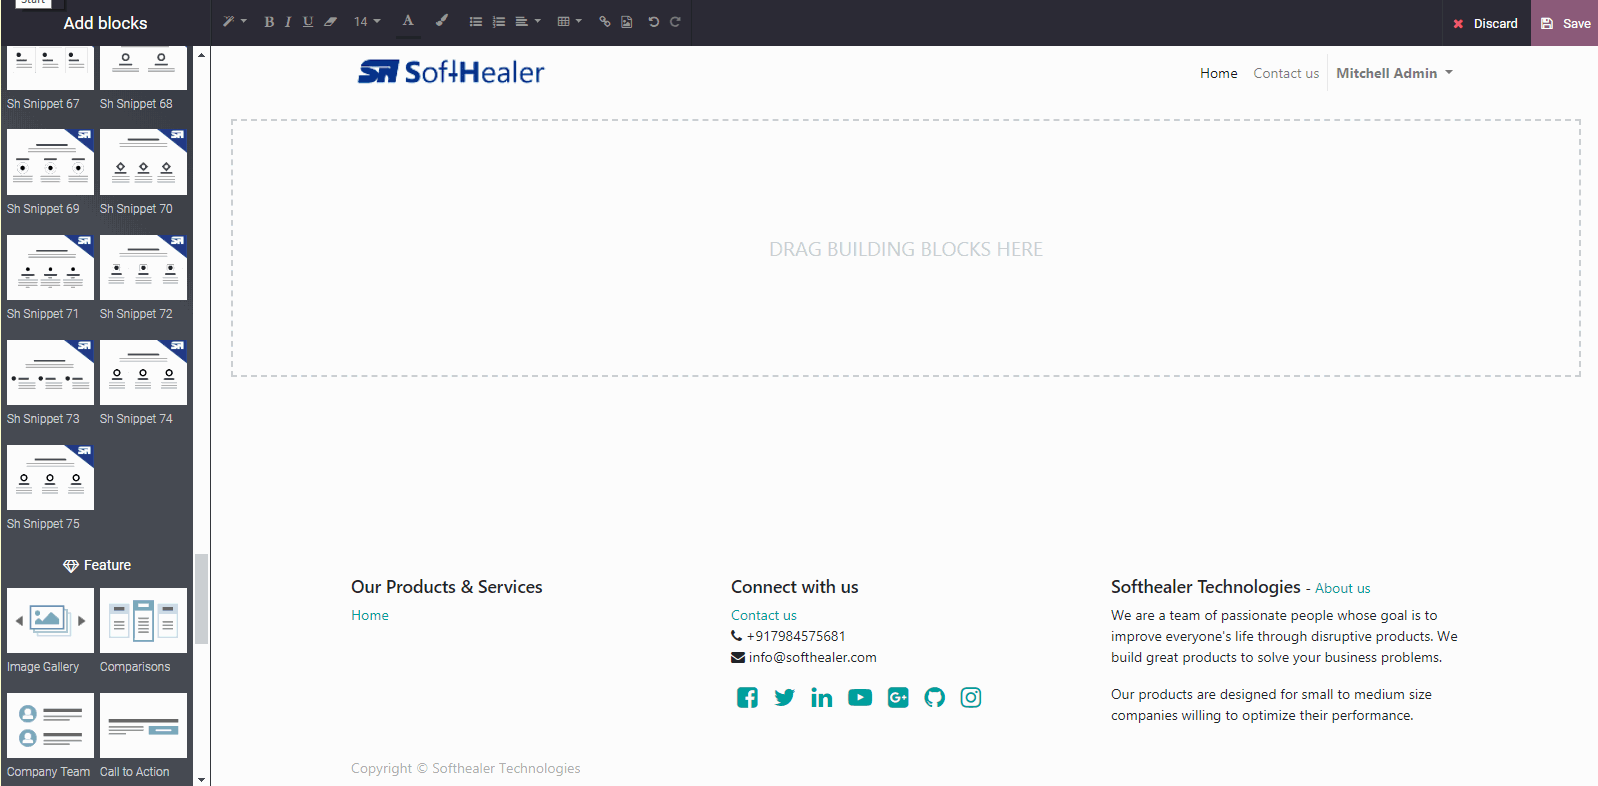 Start
Add blocks
14
Discard
Save
Sh Snippet 67
Sh Snippet 68
Sh Snippet 69
Sh Snippet 70
Sh Snippet 71
Sh Snippet 72
Sh Snippet 73
Sh Snippet 74
Sh Snippet 75
Feature
Image Gallery
Comparisons
Company Team
Call to Action
SoftHealer
Home
Contact us
Mitchell Admin
DRAG BUILDING BLOCKS HERE
Our Products & Services
Home
Connect with us
Contact us
+917984575681
info@softhealer.com
Softhealer Technologies - About us
We are a team of passionate people whose goal is to
improve everyone's life through disruptive products. We
build great products to solve your business problems.
Our products are designed for small to medium size
companies willing to optimize their performance.
Copyright © Softhealer Technologies